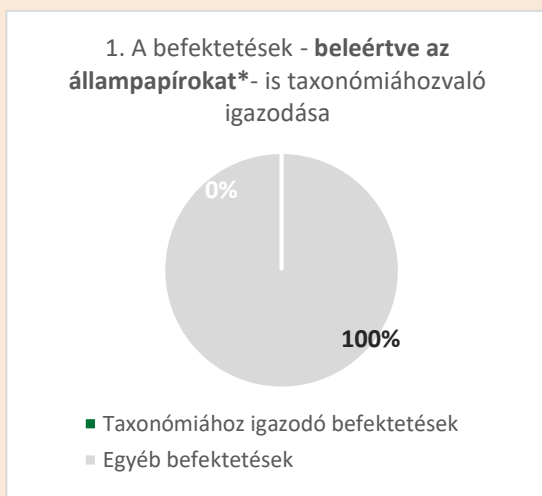 1. A befektetések - beleértve az
állampapírokat*- is taxonómiáhozvaló
igazodása
0%
100%
Taxonómiához igazodó befektetések
Egyéb befektetések